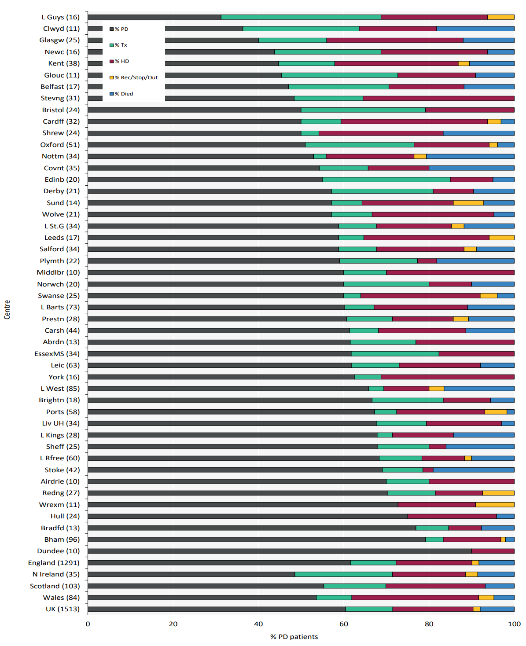 L Guys (16)
Clwyd (11)
Glasgw (25)
Newc (16)
Kent (38)
Glouc (11)
Belfast (17)
Stevng (31)
Bristol (24)
Cardff (32)
Shrew (24)
Oxford (51)
Nottm (34)
Covnt (35)
Edinb (20)
Derby (21)
Sund (14)
Wolve (21)
L St.G (34)
Leeds (17)
Salford (34)
Plymth (22)
Middlbr (10)
Norwch (20)
Swanse (25)
L Barts (73)
Prestn (28)
Carsh (44)
Abrdn (13)
EssexMS (34)
Leic (63)
York (16)
L West (85)
Brightn (18)
Ports (58)
Liv UH (34)
L Kings (28)
Sheff (25)
L Rfree (60)
Stoke (42)
Airdrie (10)
Redng (27)
Wrexm (11)
Hull (24)
Bradfd (13)
Bham (96)
Dundee (10)
England (1291)
N Ireland (35)
Scotland (103)
Wales (84)
UK (1513)
% PD
% Tx
% HD
% Rec/Stop/Out
% Died
Centre
0 20 40 60 80 100
% PD patients